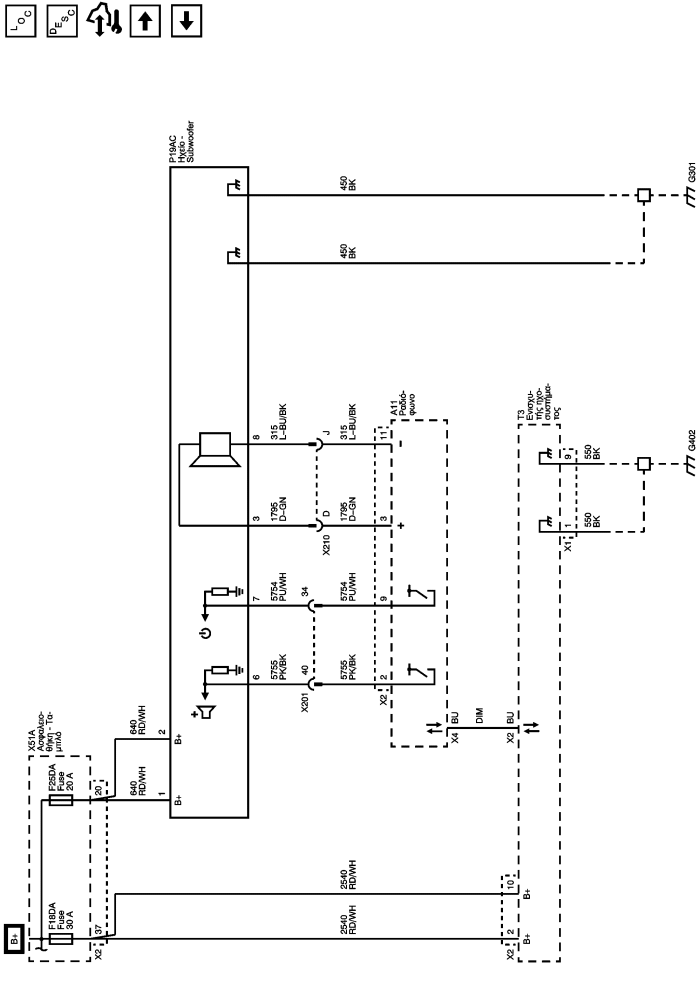 LOC
DESC
B+
X51A
Ασφαλειο-
θήκη - Τα-
μπλό
F18DA
Fuse
30 A
F25DA
Fuse
20 A
X2
37
20
640
RD/WH
640
RD/WH
1
2
B+
B+
P19AC
Ηχείο -
Subwoofer
6
7
3
8
5755
PK/BK
5754
PU/WH
1795
D-GN
315
L-BU/BK
450
BK
450
BK
X201
40
34
X210
D
J
5755
PK/BK
5754
PU/WH
1795
D-GN
315
L-BU/BK
X2
2
9
3
11
A11
Ραδιό-
φωνο
+
−
2540
RD/WH
2540
RD/WH
X4
BU
DIM
X2
BU
X2
2
10
B+
B+
T3
Ενισχυ-
τής ηχο-
συστήμα-
τος
X1
1
9
550
BK
550
BK
G402
G301